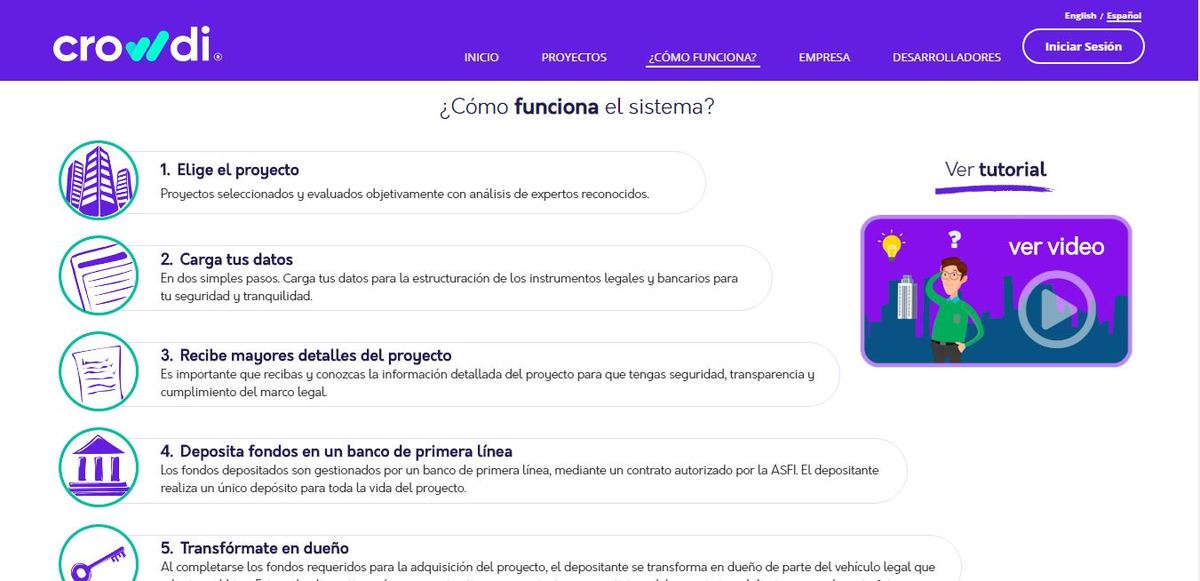 English / Español
crowdi®
INICIO PROYECTOS ¿CÓMO FUNCIONA? EMPRESA DESARROLLADORES Iniciar Sesión
¿Cómo funciona el sistema?
1. Elige el proyecto
Proyectos seleccionados y evaluados objetivamente con análisis de expertos reconocidos.
Ver tutorial
ver video
?
2. Carga tus datos
En dos simples pasos. Carga tus datos para la estructuración de los instrumentos legales y bancarios para
tu seguridad y tranquilidad.
3. Recibe mayores detalles del proyecto
Es importante que recibas y conozcas la información detallada del proyecto para que tengas seguridad, transparencia y
cumplimiento del marco legal.
4. Deposita fondos en un banco de primera línea
Los fondos depositados son gestionados por un banco de primera línea, mediante un contrato autorizado por la ASFI. El depositante
realiza un único depósito para toda la vida del proyecto.
5. Transfórmate en dueño
Al completarse los fondos requeridos para la adquisición del proyecto, el depositante se transforma en dueño de parte del vehículo legal que